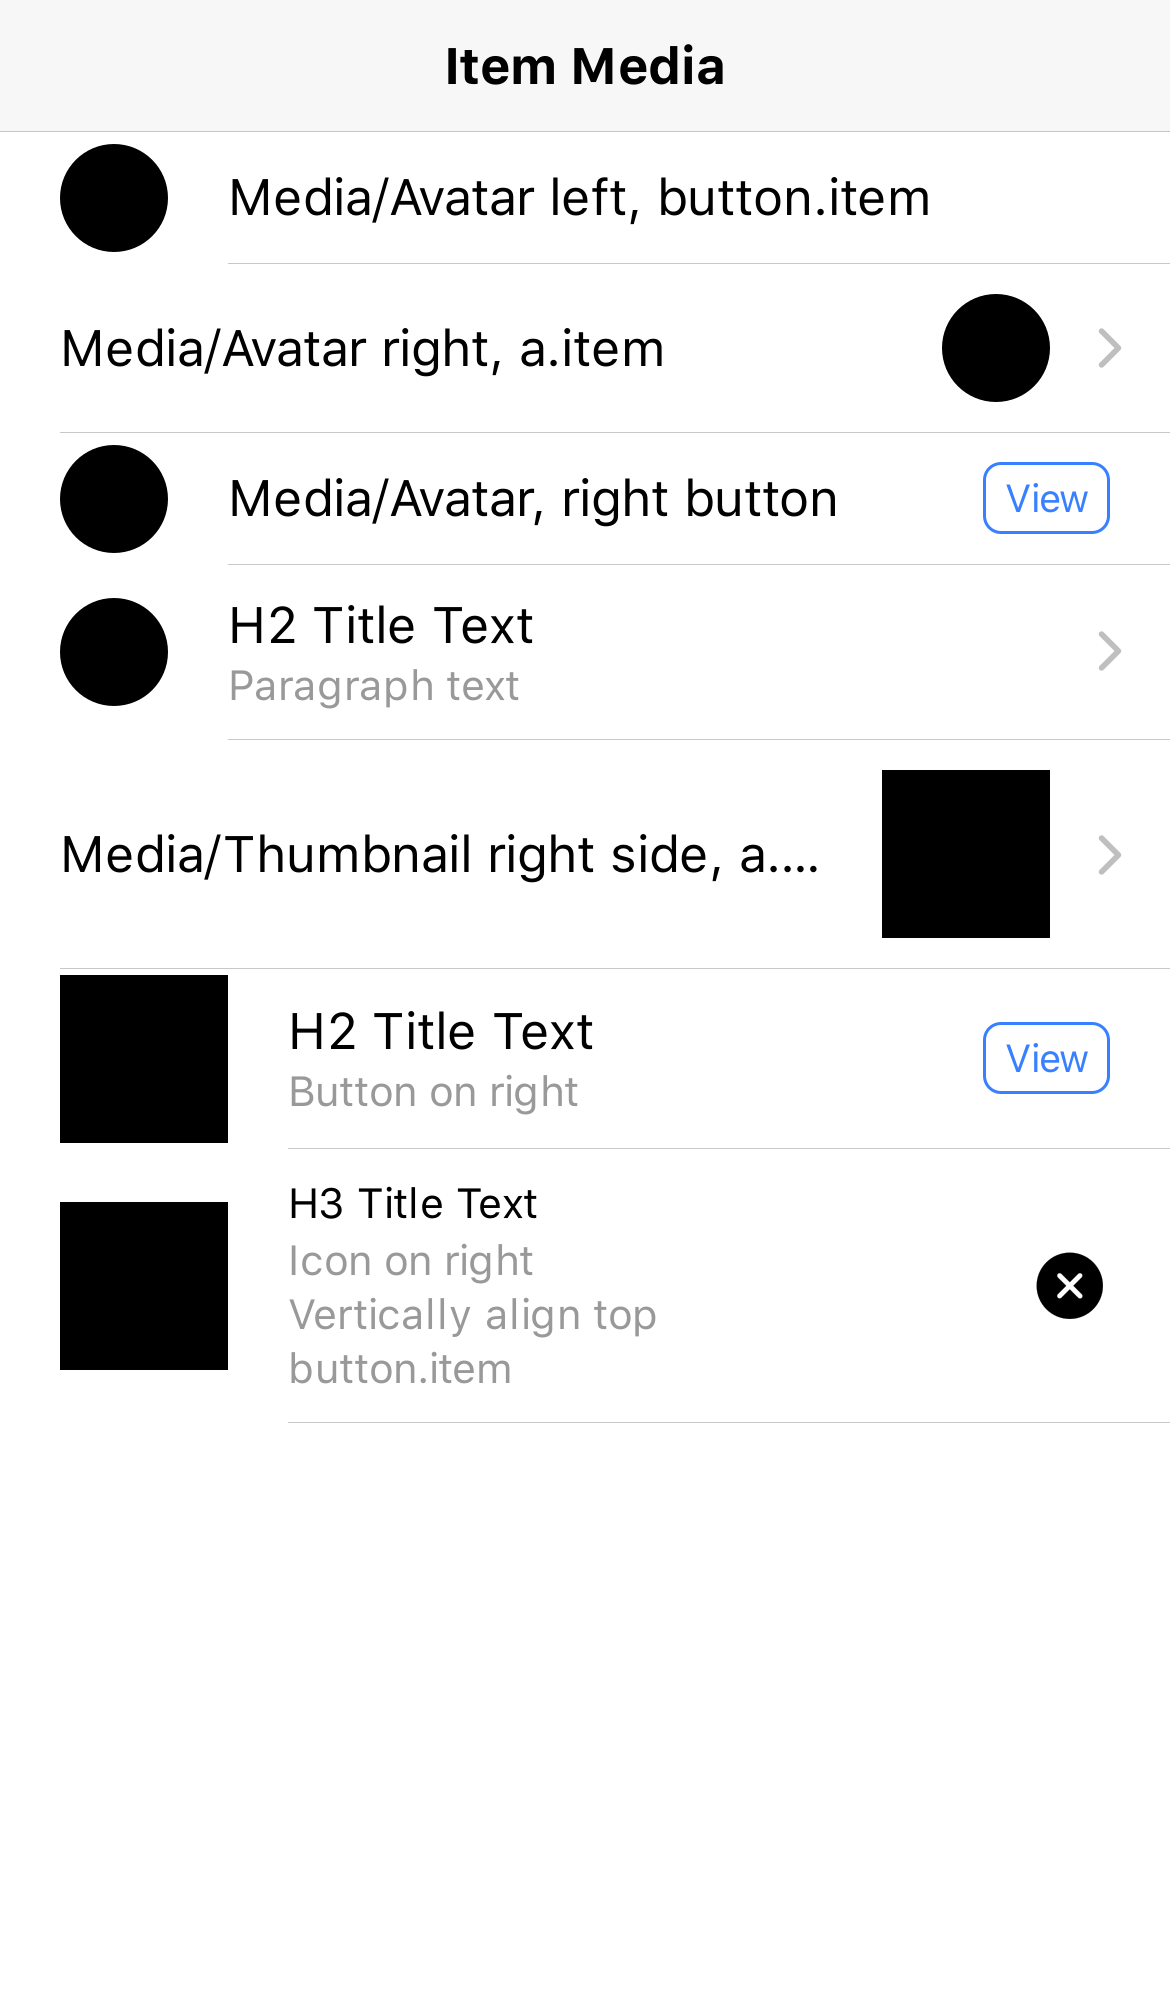 Item Media
Media/Avatar left, button.item
Media/Avatar right, a.item
Media/Avatar, right button
View
H2 Title Text
Paragraph text
Media/Thumbnail right side, a....
H2 Title Text
Button on right
View
H3 Title Text
Icon on right
Vertically align top
button.item